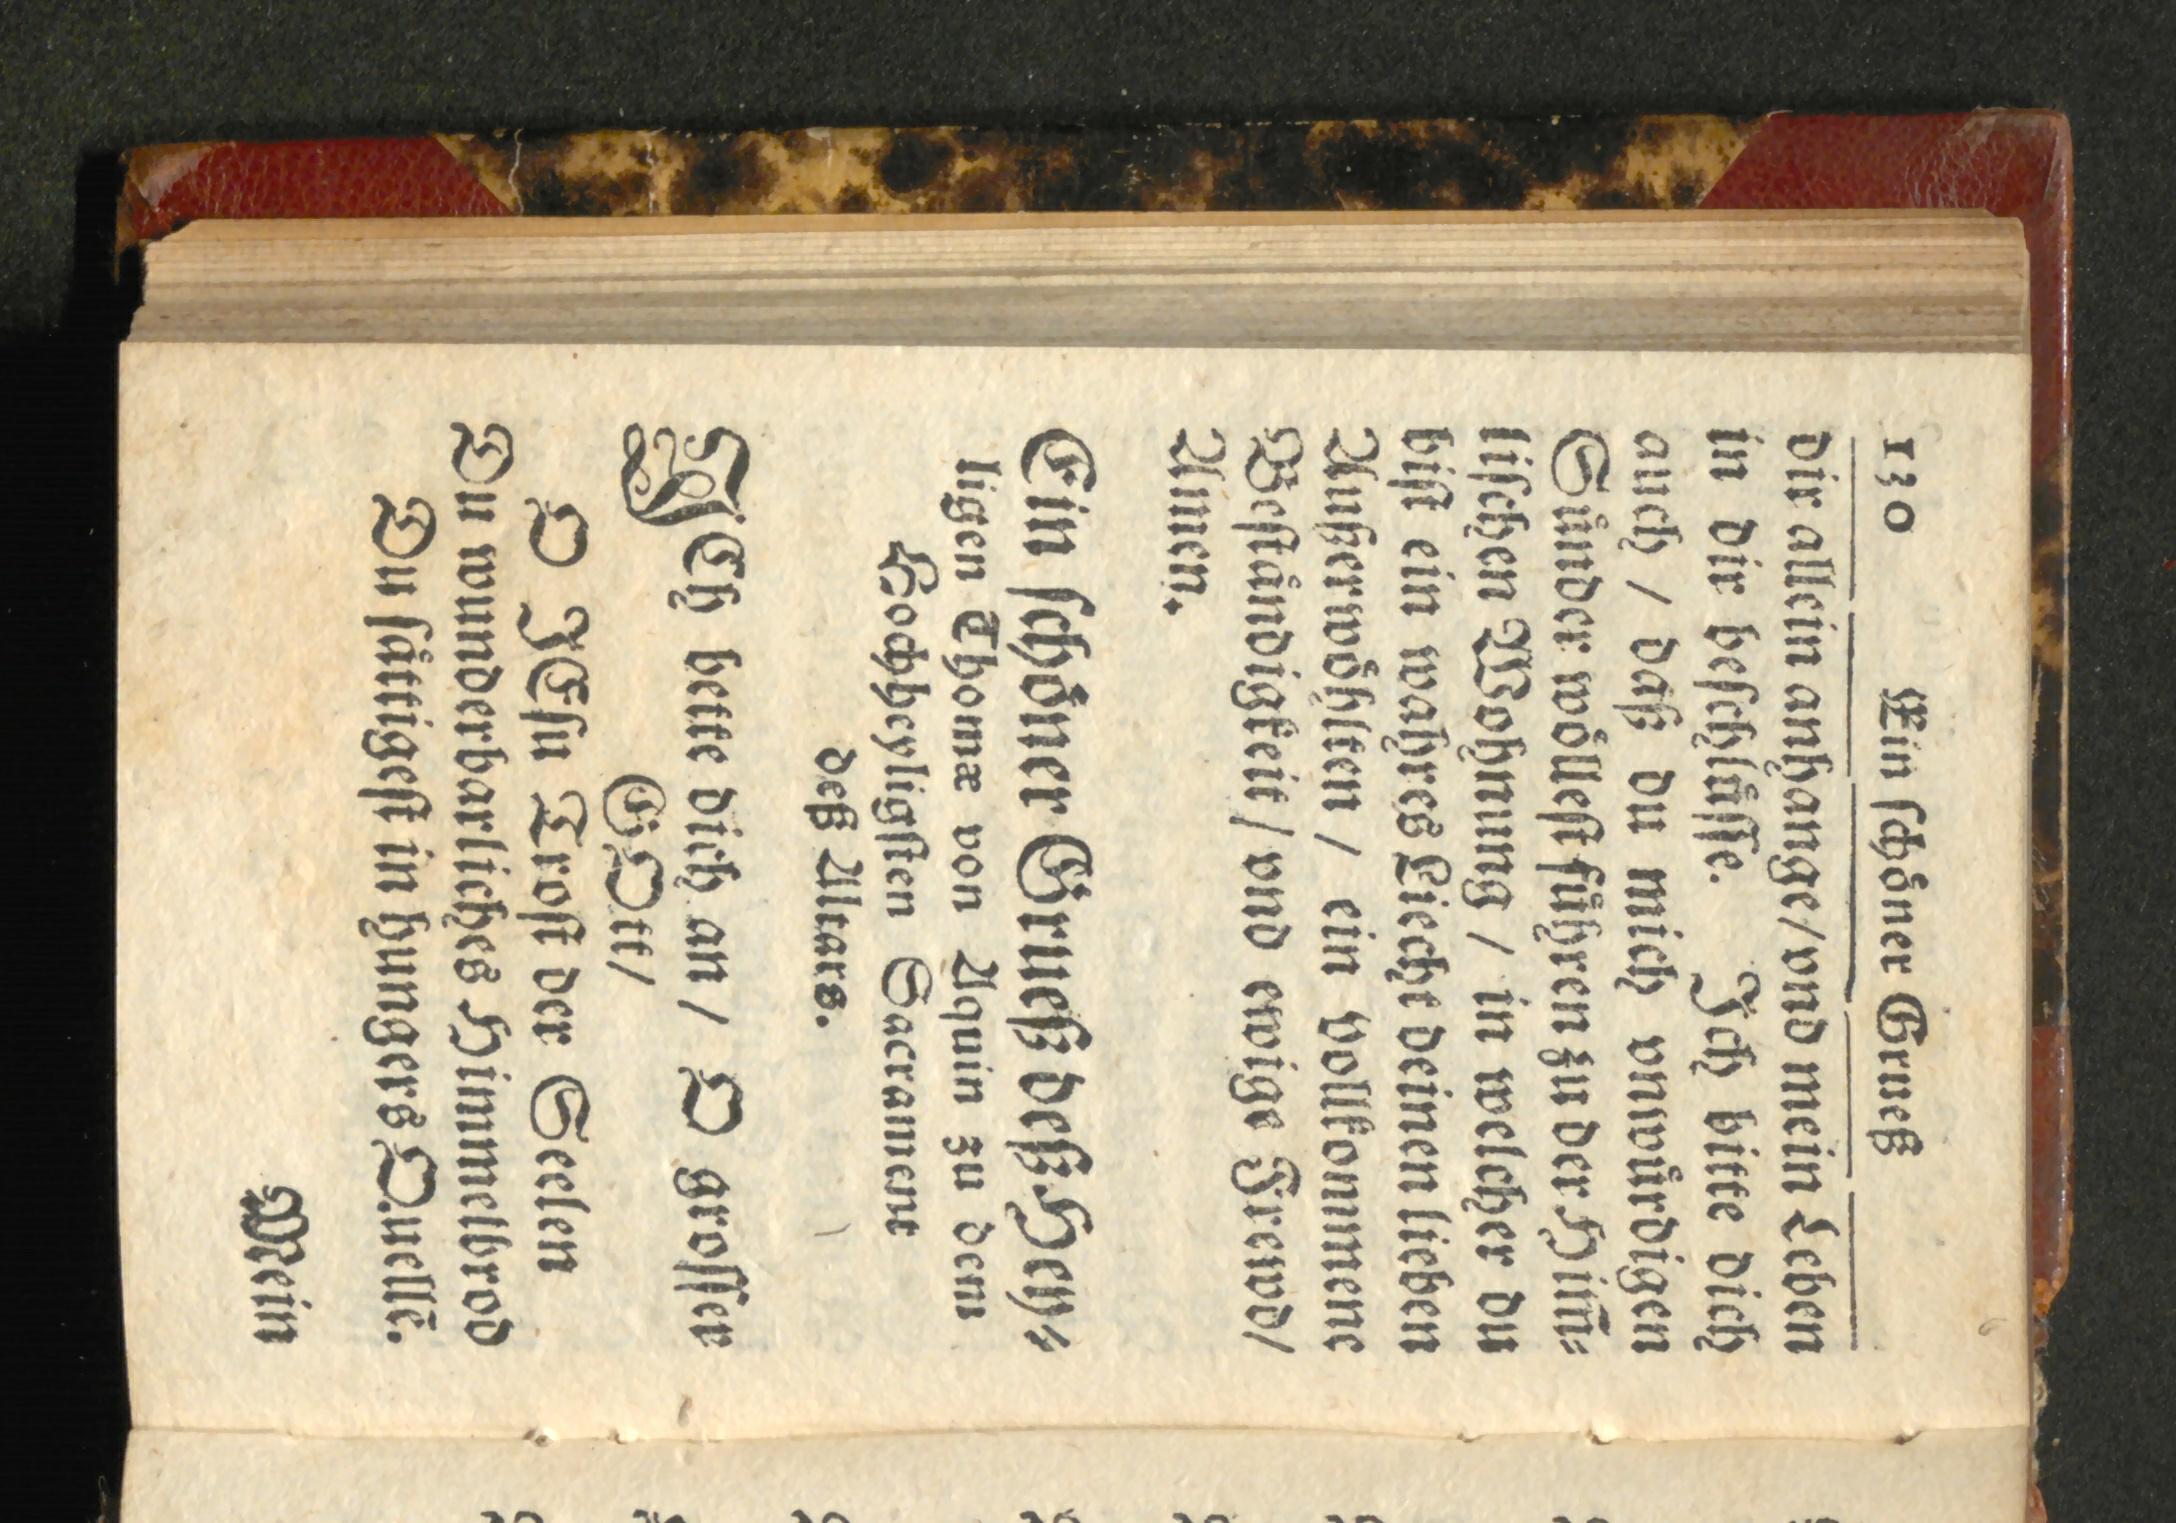 130 Ein schöner Grueß
dir allein anhange/ vnd mein Leben
in dir beschlüsse. Ich bitte dich
auch / daß du mich vnwürdigen
Sünder wöllest führen zu der Him̃-
lischen Wohnung / in welcher du
bist ein wahres Liecht deinen lieben
Außerwöhlten / ein vollkommene
Beständigkeit / vnd ewige Frewd/
Amen.
Ein schöner Grueß deß Hey-
ligen Thomæ von Aquin zu dem
Hochheyligsten Sacrament
deß Altars.
ICh bette dich an / O grosser
GOtt/
O JEsu Trost der Seelen
Du wunderbarliches Himmelbrod
Du sättigest in hungers Quellē.
Mein